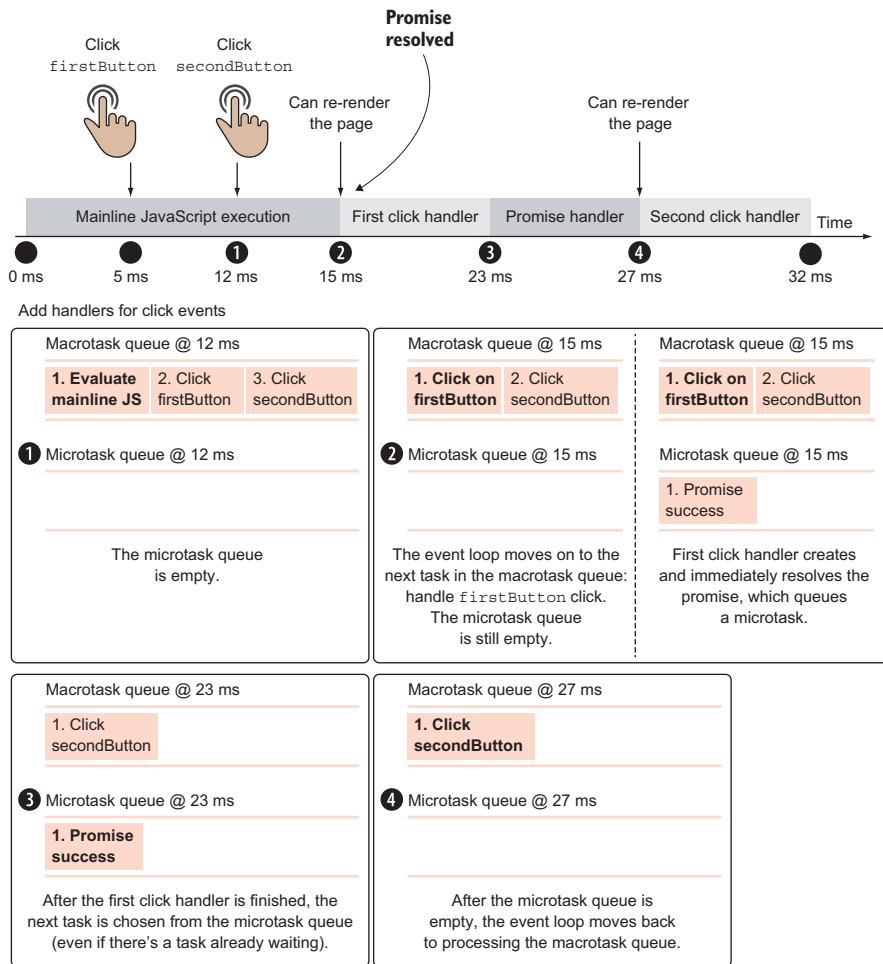 Promise
resolved
Click
firstButton
Click
secondButton
Can re-render
the page
Can re-render
the page
Mainline JavaScript execution
First click handler
Promise handler
Second click handler
Time
1
2
3
4
0 ms
5 ms
12 ms
15 ms
23 ms
27 ms
32 ms
Add handlers for click events
Macrotask queue @ 12 ms
1. Evaluate
mainline JS
2. Click
firstButton
3. Click
secondButton
1 Microtask queue @ 12 ms
The microtask queue
is empty.
Macrotask queue @ 15 ms
1. Click on
firstButton
2. Click
secondButton
2 Microtask queue @ 15 ms
The event loop moves on to the
next task in the macrotask queue:
handle firstButton click.
The microtask queue
is still empty.
Macrotask queue @ 15 ms
1. Click on
firstButton
2. Click
secondButton
Microtask queue @ 15 ms
1. Promise
success
First click handler creates
and immediately resolves the
promise, which queues
a microtask.
Macrotask queue @ 23 ms
1. Click
secondButton
3 Microtask queue @ 23 ms
1. Promise
success
After the first click handler is finished, the
next task is chosen from the microtask queue
(even if there's a task already waiting).
Macrotask queue @ 27 ms
1. Click
secondButton
4 Microtask queue @ 27 ms
After the microtask queue is
empty, the event loop moves back
to processing the macrotask queue.